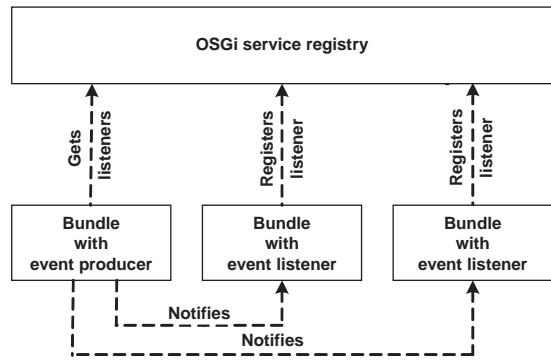 OSGi service registry
Gets
listeners
Registers
listener
Registers
listener
Bundle
with
event producer
Bundle
with
event listener
Bundle
with
event listener
Notifies
Notifies